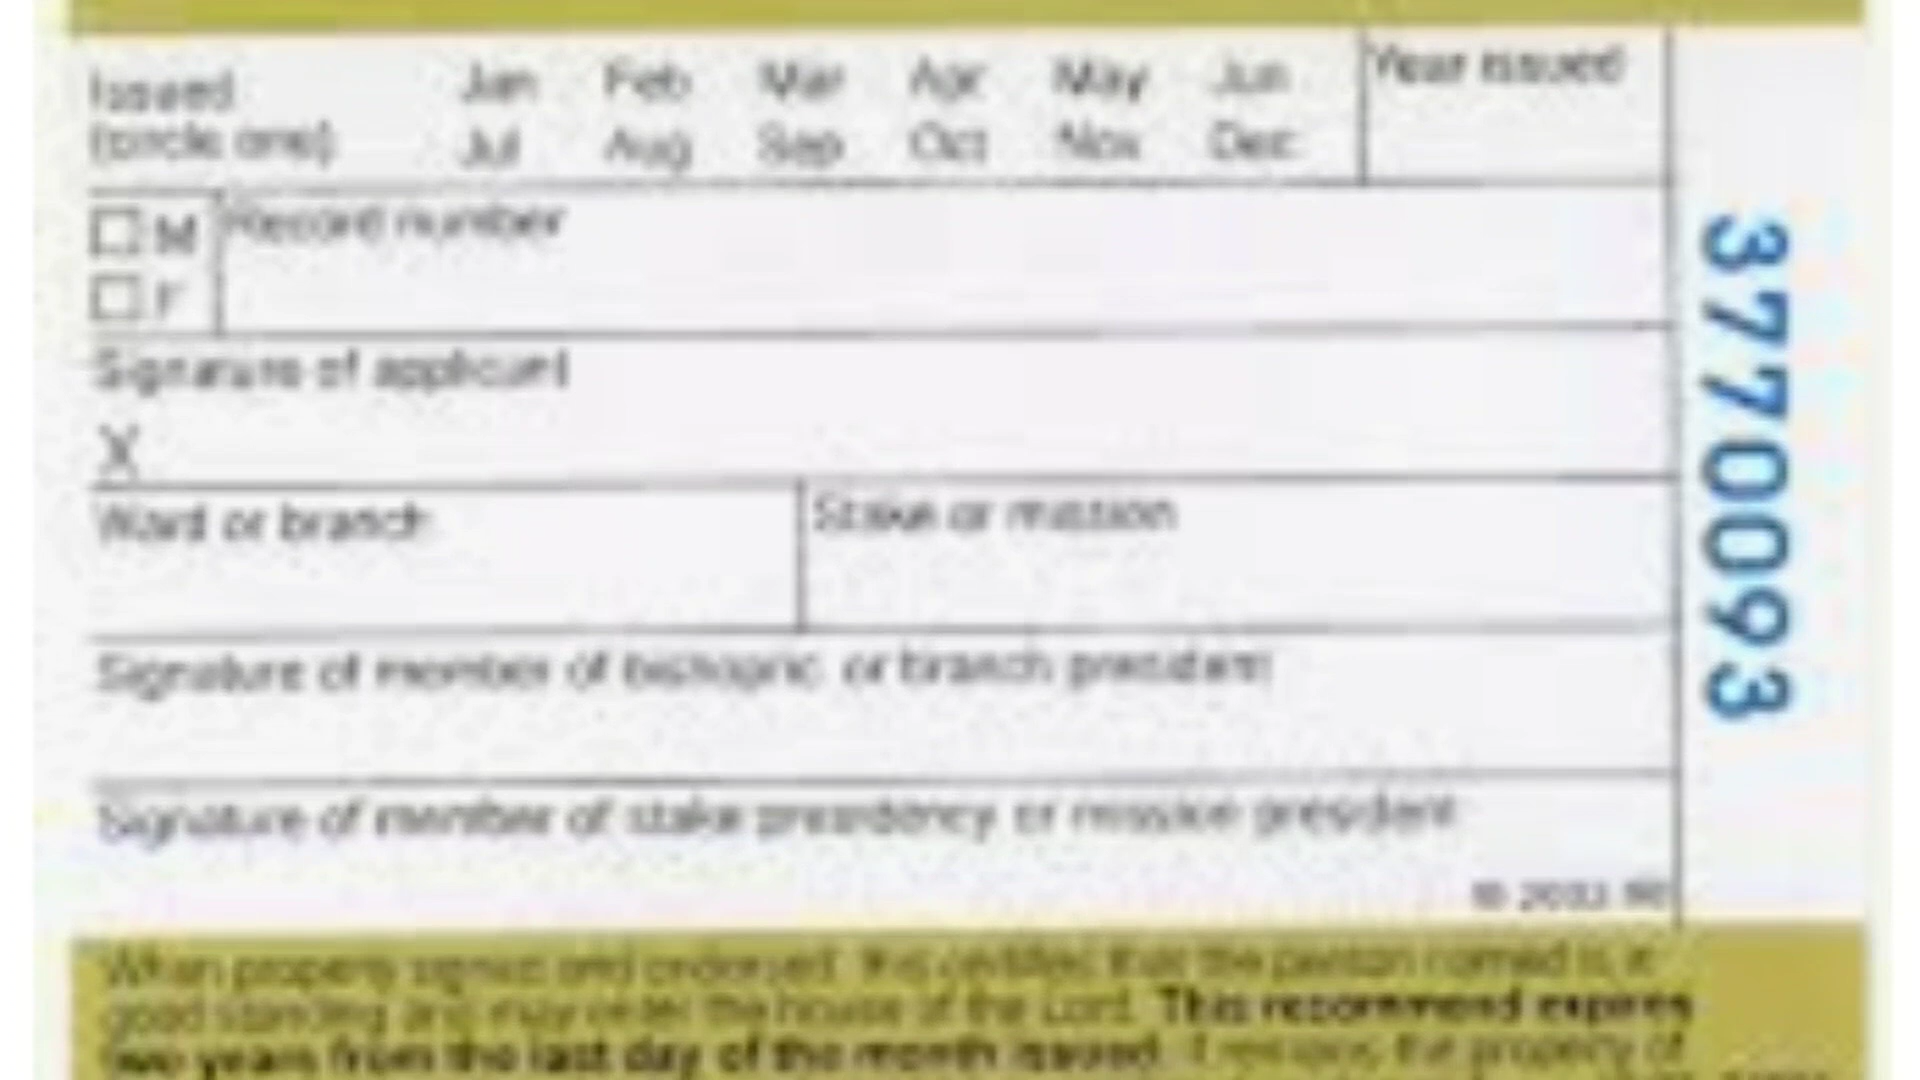 Issued
(circle one)
Jan Feb Mar Apr May Jun
Jul Aug Sep Oct Nov Dec
Year issued
M
F
Record number
Signature of applicant
X
Ward or branch
Stake or mission
Signature of member of bishopric or branch president
Signature of member of stake presidency or mission president
3770093
When properly signed and endorsed, this certifies that the person named is in
good standing and may enter the house of the Lord. This recommend expires
two years from the last day of the month issued. It remains the property of